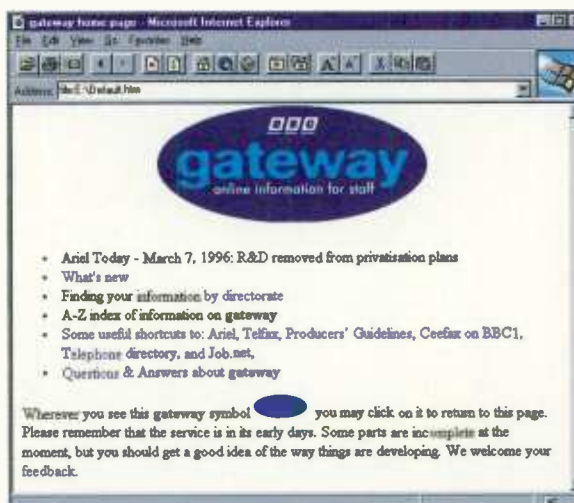 gateway home page - Microsoft Internet Explorer
File Edit View Go Favorites Help
Address
BBC
gateway
online information for staff
Ariel Today - March 7, 1996: R&D removed from privatisation plans
What's new
Finding your information by directorate
A-Z index of information on gateway
Some useful shortcuts to: Ariel, Telfax, Producers' Guidelines, Ceefax on BBC1,
Telephone directory, and Job.net,
Questions & Answers about gateway
Wherever you see this gateway symbol you may click on it to return to this page.
Please remember that the service is in its early days. Some parts are incomplete at the
moment, but you should get a good idea of the way things are developing. We welcome your
feedback.